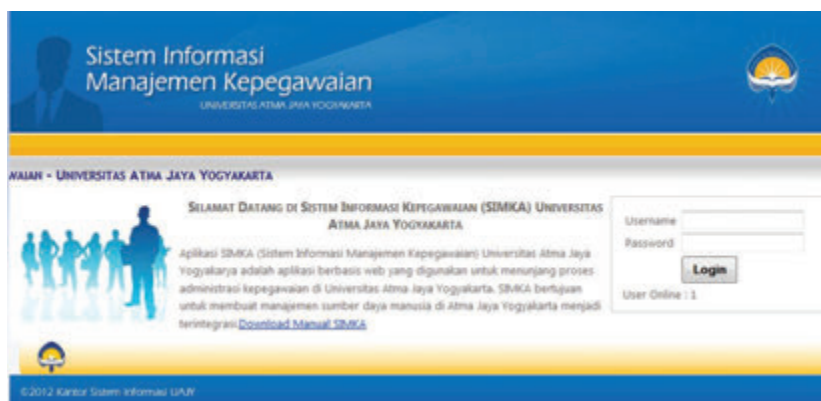 Sistem Informasi
Manajemen Kepegawaian
UNIVERSITAS ATMA JAYA YOGYAKARTA
WAIAN - UNIVERSITAS ATMA JAYA YOGYAKARTA
SELAMAT DATANG DI SISTEM INFORMASI KEPEGAWAIAN (SIMKA) UNIVERSITAS
ATMA JAYA YOGYAKARTA
Aplikasi SIMKA (Sistem Informasi Manajemen Kepegawaian) Universitas Atma Jaya
Yogyakarya adalah aplikasi berbasis web yang digunakan untuk menunjang proses
administrasi kepegawaian di Universitas Atma Jaya Yogyakarta. SIMKA bertujuan
untuk membuat manajemen sumber daya manusia di Atma Jaya Yogyakarta menjadi
terintegrasi.Download Manual SIMKA
Username
Password
Login
User Online : 1
©2012 Kantor Sistem Informasi UAJY